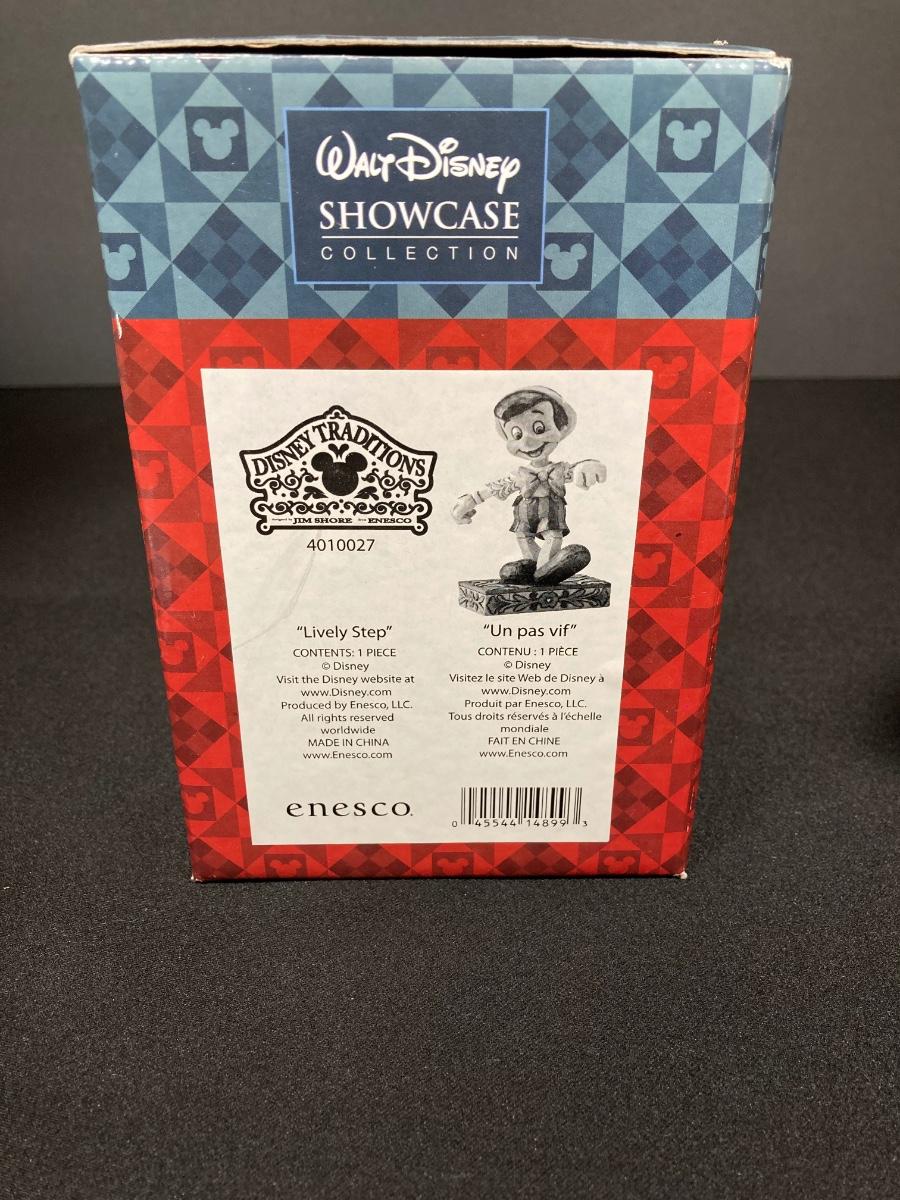 WALT DISNEY
SHOWCASE
COLLECTION
DISNEY TRADITIONS
designed by JIM SHORE from ENESCO
4010027
"Lively Step"
CONTENTS: 1 PIECE
© Disney
Visit the Disney website at
www.Disney.com
Produced by Enesco, LLC.
All rights reserved
worldwide
MADE IN CHINA
www.Enesco.com
enesco.
"Un pas vif"
CONTENU : 1 PIÈCE
© Disney
Visitez le site Web de Disney à
www.Disney.com
Produit par Enesco, LLC.
Tous droits réservés à l'échelle
mondiale
FAIT EN CHINE
www.Enesco.com
0 45544 14899 3